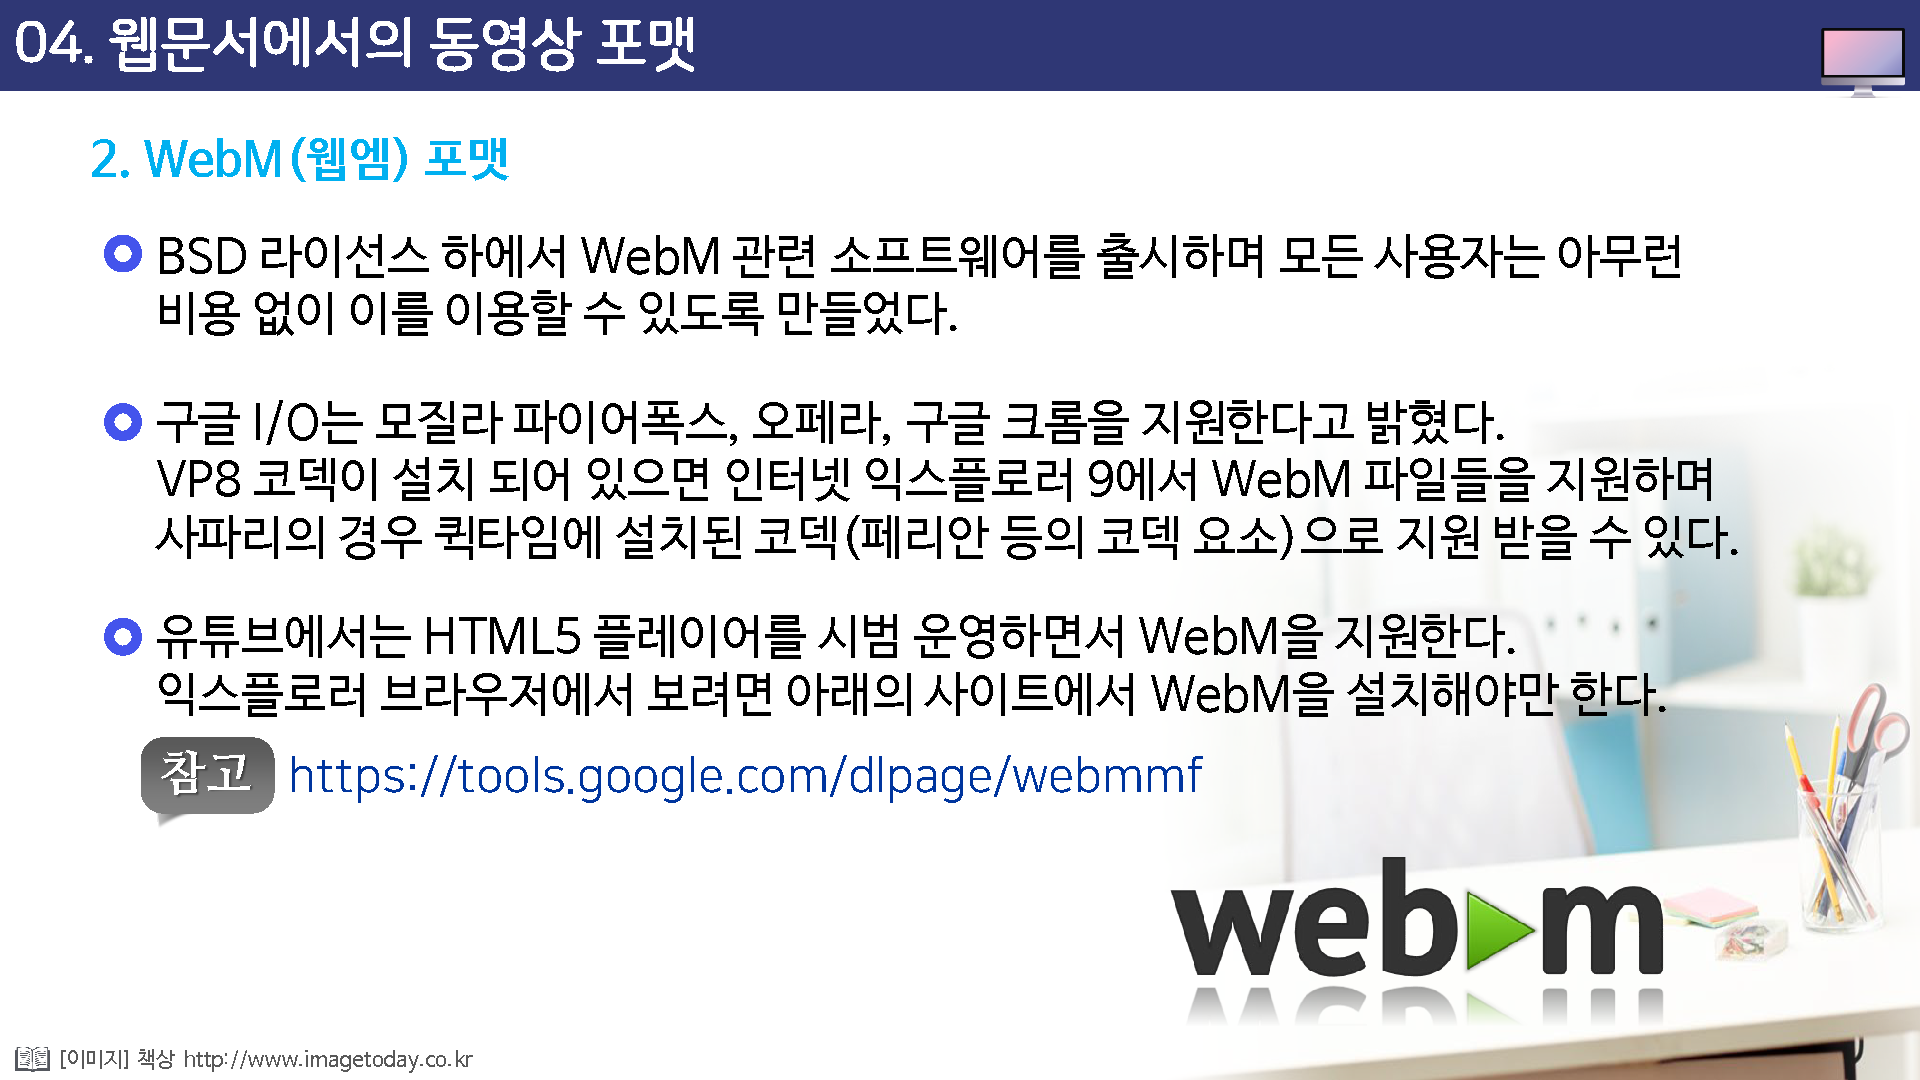 04. 웹문서에서의 동영상 포맷
2. WebM(웹엠) 포맷
BSD 라이선스 하에서 WebM 관련 소프트웨어를 출시하며 모든 사용자는 아무런
비용 없이 이를 이용할 수 있도록 만들었다.
구글 I/O는 모질라 파이어폭스, 오페라, 구글 크롬을 지원한다고 밝혔다.
VP8 코덱이 설치 되어 있으면 인터넷 익스플로러 9에서 WebM 파일들을 지원하며
사파리의 경우 퀵타임에 설치된 코덱(페리안 등의 코덱 요소)으로 지원 받을 수 있다.
유튜브에서는 HTML5 플레이어를 시범 운영하면서 WebM을 지원한다.
익스플로러 브라우저에서 보려면 아래의 사이트에서 WebM을 설치해야만 한다.
참고 https://tools.google.com/dlpage/webmmf
webm
[이미지] 책상 http://www.imagetoday.co.kr